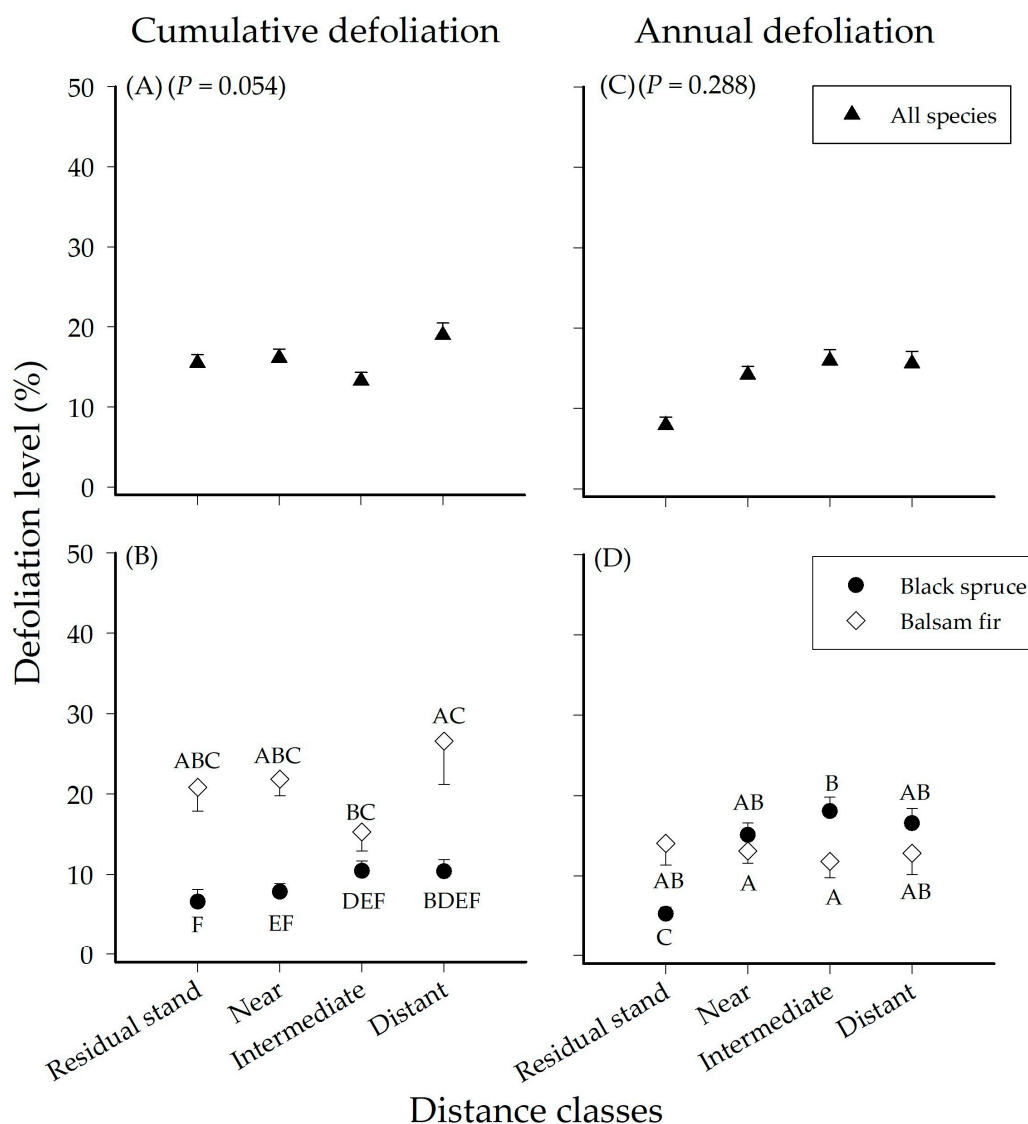 Cumulative defoliation
Annual defoliation
Defoliation level (%)
(A) (P = 0.054)
50
40
30
20
10
0
(C) (P = 0.288)
All species
(B)
50
40
30
20
10
0
ABC
ABC
BC
AC
F
EF
DEF
BDEF
(D)
Black spruce
Balsam fir
AB
C
AB
A
B
A
AB
AB
Residual stand
Near
Intermediate
Distant
Residual stand
Near
Intermediate
Distant
Distance classes